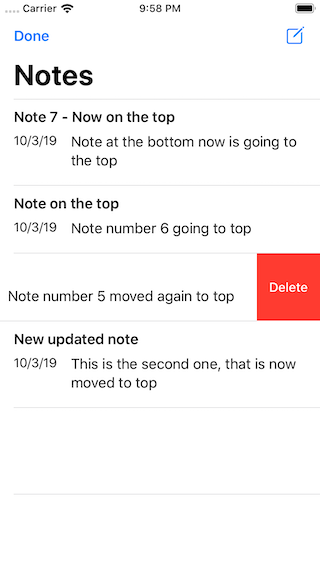 Carrier 9:58 PM
Done
Notes
Note 7 - Now on the top
10/3/19 Note at the bottom now is going to
the top
Note on the top
10/3/19 Note number 6 going to top
Note number 5 moved again to top Delete
New updated note
10/3/19 This is the second one, that is now
moved to top